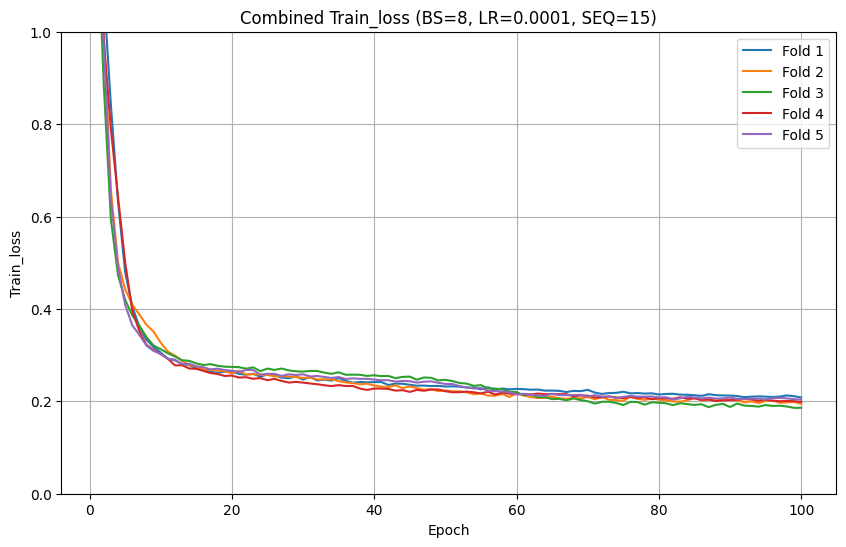 Combined Train_loss (BS=8, LR=0.0001, SEQ=15)
Train_loss
1.0
0.8
0.6
0.4
0.2
0.0
Fold 1
Fold 2
Fold 3
Fold 4
Fold 5
0 20 40 60 80 100
Epoch